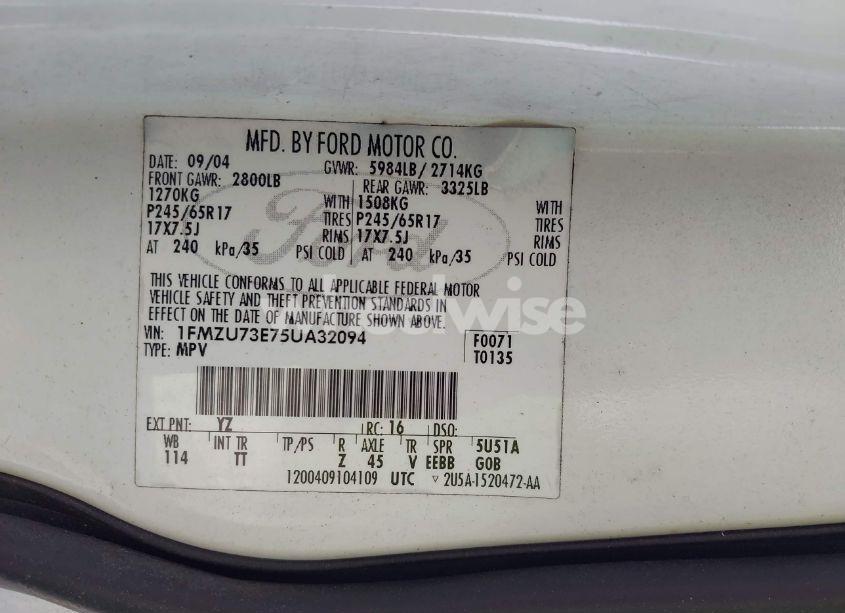 MFD. BY FORD MOTOR CO.
DATE: 09/04 GVWR: 5984LB/ 2714KG
FRONT GAWR: 2800LB REAR GAWR: 3325LB
1270KG WITH 1508KG WITH
P245/65R17 TIRES P245/65R17 TIRES
17X7.5J RIMS 17X7.5J RIMS
AT 240 kPa/35 PSI COLD AT 240 kPa/35 PSI COLD
Ford
THIS VEHICLE CONFORMS TO ALL APPLICABLE FEDERAL MOTOR
VEHICLE SAFETY AND THEFT PREVENTION STANDARDS IN
EFFECT ON THE DATE OF MANUFACTURE SHOWN ABOVE.
VIN: 1FMZU73E75UA32094 F0071
TYPE: MPV T0135
EXT PNT: YZ RC: 16 DSO:
WB INT TR TP/PS R AXLE TR SPR 5U51A
114 TT Z 45 V EEBB GOB
1200409104109 UTC ▽ 2U5A-1520472-AA